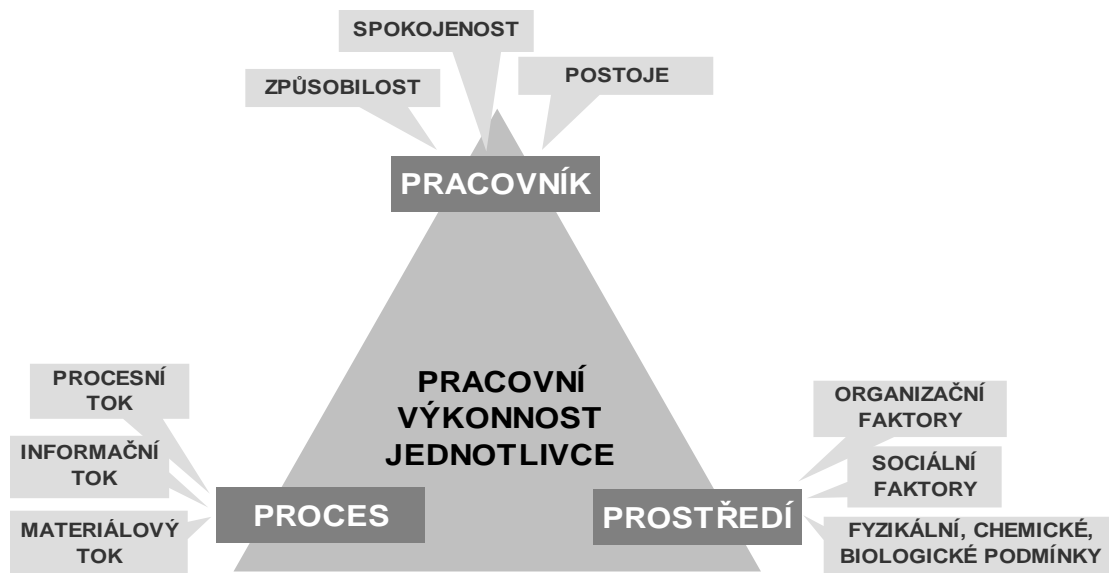 SPOKOJENOST
ZPŮSOBILOST
POSTOJE
PRACOVNÍK
PRACOVNÍ
VÝKONNOST
JEDNOTLIVCE
PROCESNÍ
TOK
INFORMAČNÍ
TOK
MATERIÁLOVÝ
TOK
PROCES
PROSTŘEDÍ
ORGANIZAČNÍ
FAKTORY
SOCIÁLNÍ
FAKTORY
FYZIKÁLNÍ, CHEMICKÉ,
BIOLOGICKÉ PODMÍNKY